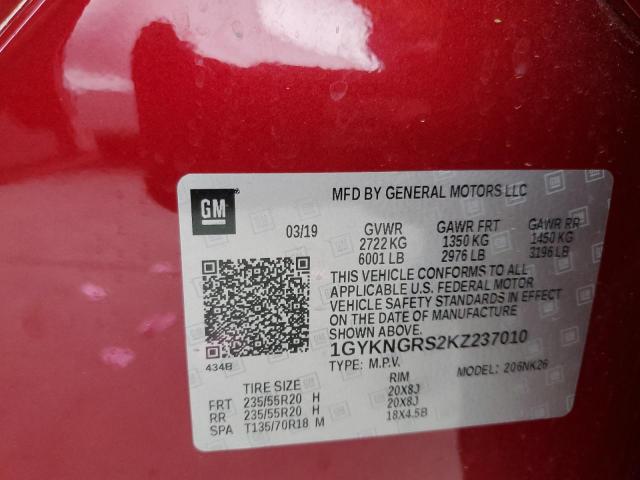 GM
MFD BY GENERAL MOTORS LLC
03/19
GVWR GAWR FRT GAWR RR
2722 KG 1350 KG 1450 KG
6001 LB 2976 LB 3196 LB
THIS VEHICLE CONFORMS TO ALL
APPLICABLE U.S. FEDERAL MOTOR
VEHICLE SAFETY STANDARDS IN EFFECT
ON THE DATE OF MANUFACTURE
SHOWN ABOVE.
1GYKNGRS2KZ237010
434B
TYPE: M.P.V. MODEL: 206NK26
TIRE SIZE RIM
FRT 235/55R20 H 20X8J
RR 235/55R20 H 20X8J
SPA T135/70R18 M 18X4.5B